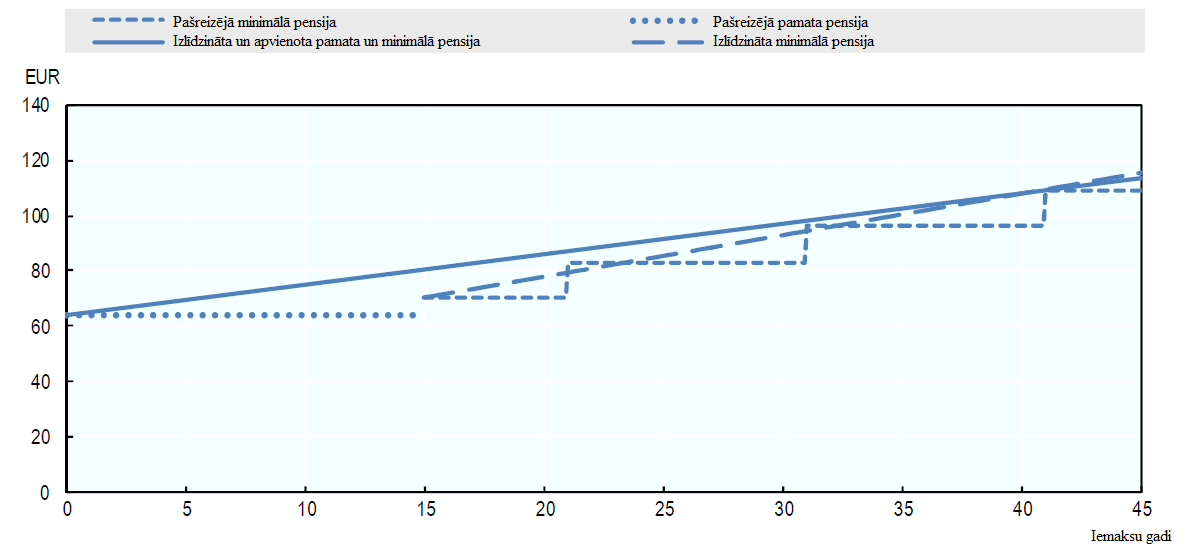 Pašreizējā minimālā pensija
Pašreizējā pamata pensija
Izlīdzināta un apvienota pamata un minimālā pensija
Izlīdzināta minimālā pensija
EUR
140
120
100
80
60
40
20
0
0 5 10 15 20 25 30 35 40 45
Iemaksu gadi